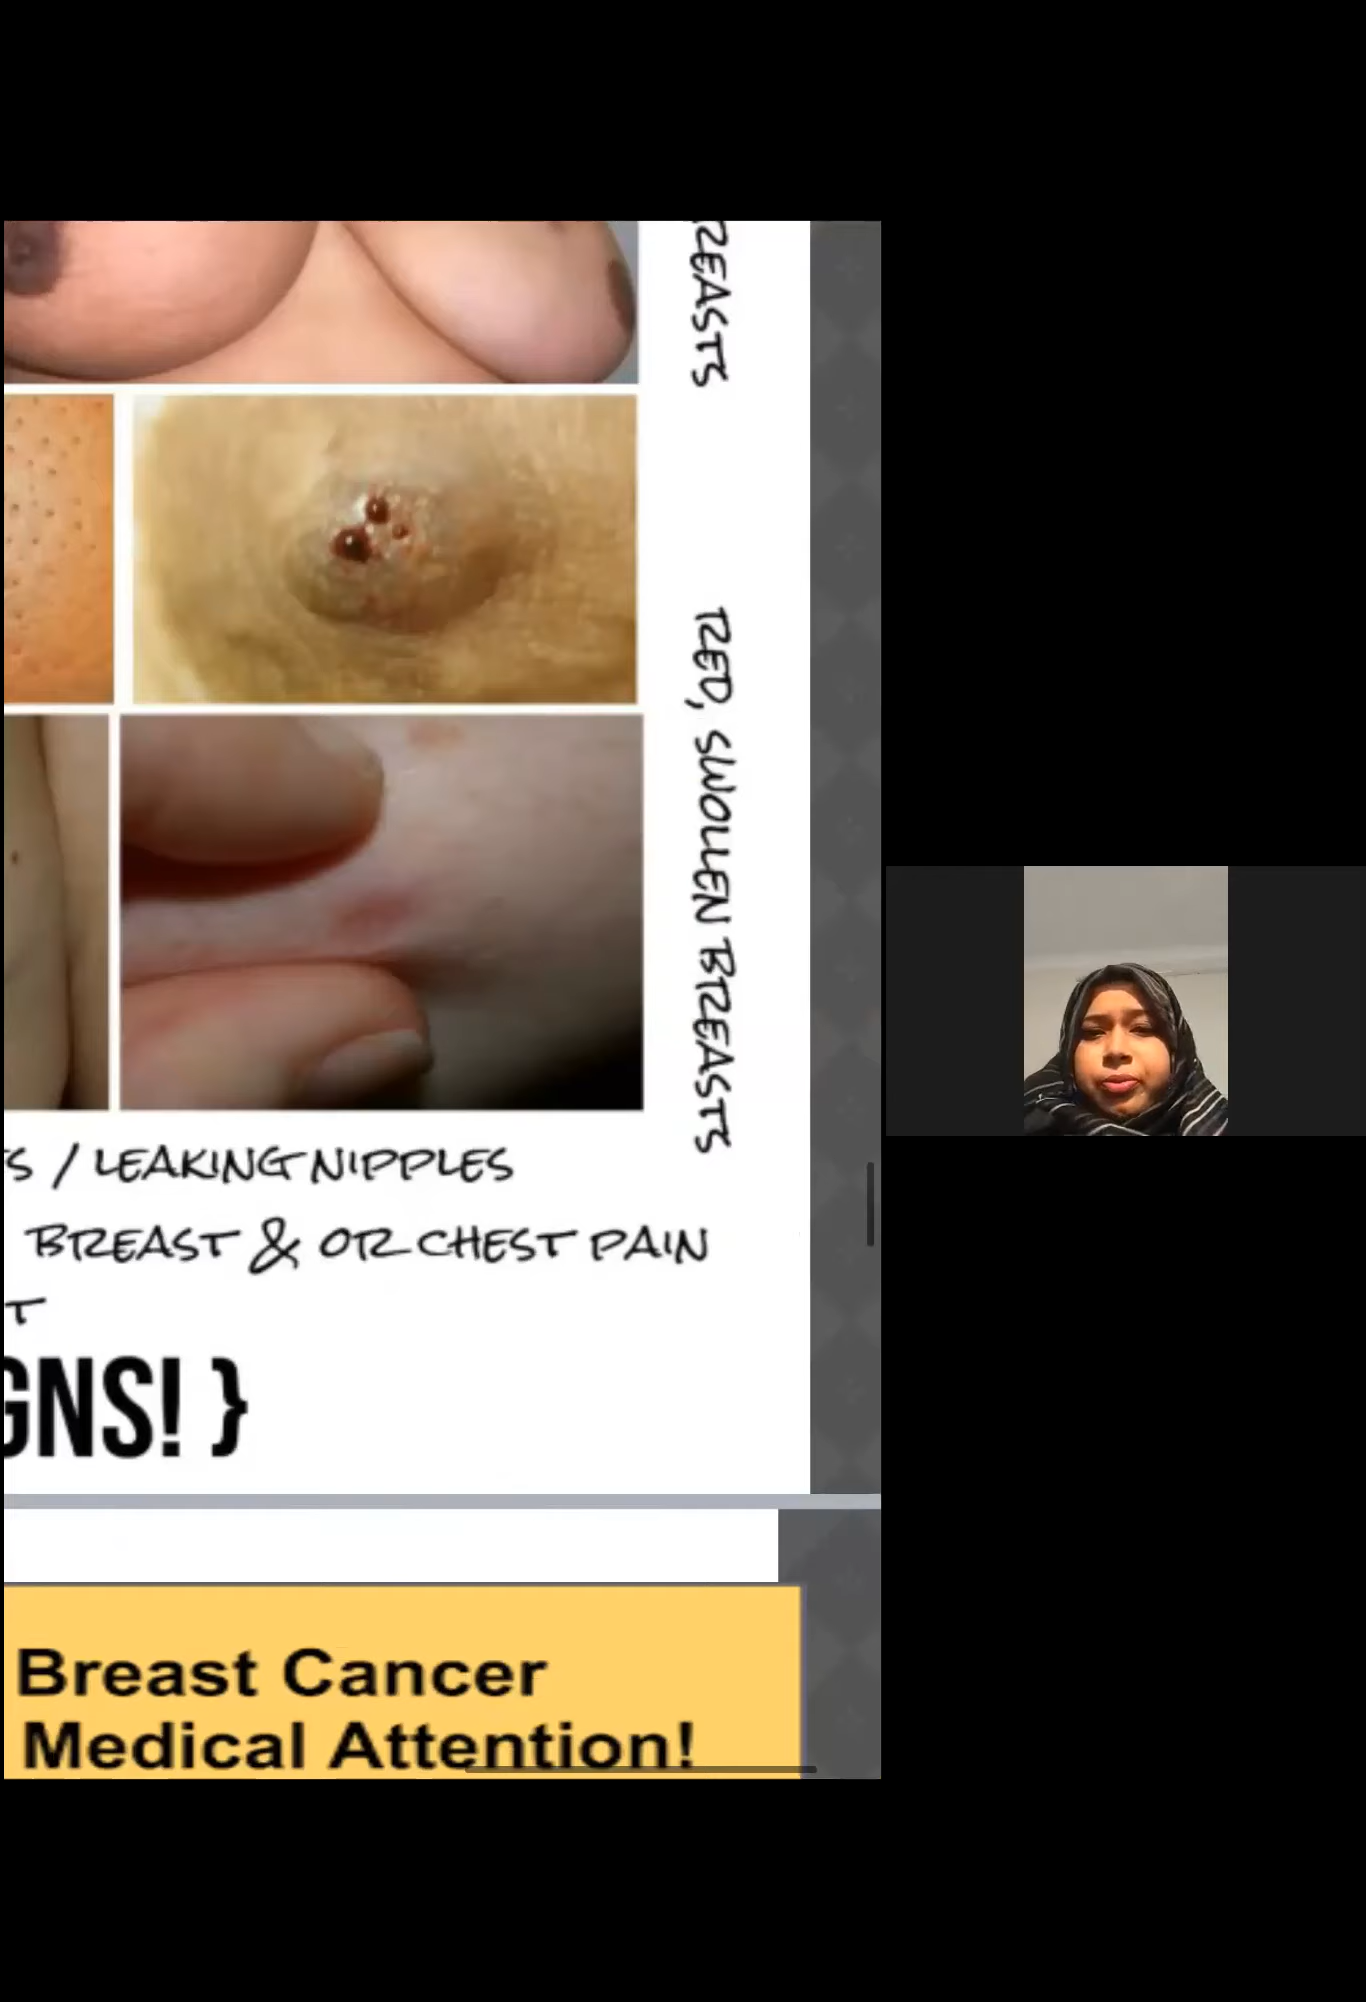 REASTS
RED, SWOLLEN BREASTS
S / LEAKING NIPPLES
BREAST & OR CHEST PAIN
T
GNS! }
Breast Cancer
Medical Attention!